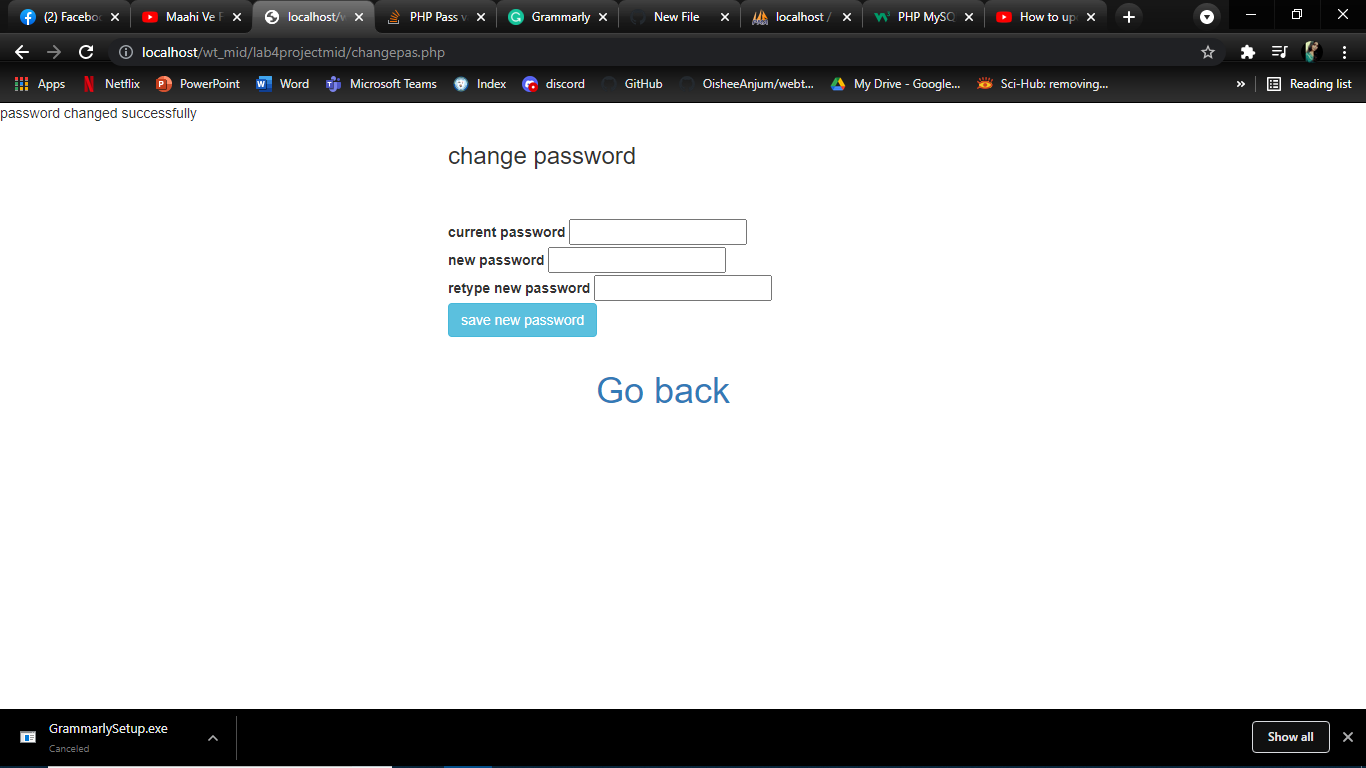 (2) Facebo
Maahi Ve F
localhost/v
PHP Pass v
Grammarly
New File
localhost /
PHP MySQ
How to up
localhost/wt_mid/lab4projectmid/changepas.php
Apps Netflix PowerPoint Word Microsoft Teams Index discord GitHub OisheeAnjum/webt... My Drive - Google... Sci-Hub: removing... » Reading list
password changed successfully
change password
current password
new password
retype new password
save new password
Go back
GrammarlySetup.exe
Canceled
Show all